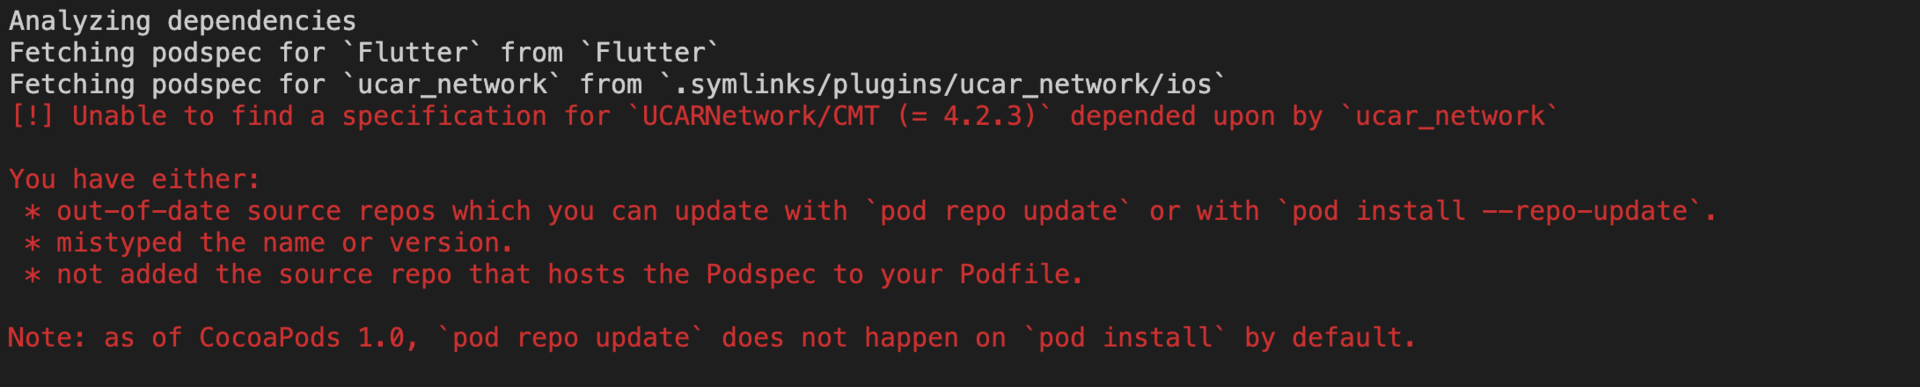 Analyzing dependencies
Fetching podspec for `Flutter` from `Flutter`
Fetching podspec for `ucar_network` from `.symlinks/plugins/ucar_network/ios`
[!] Unable to find a specification for `UCARNetwork/CMT (= 4.2.3)` depended upon by `ucar_network`
You have either:
* out-of-date source repos which you can update with `pod repo update` or with `pod install --repo-update`.
* mistyped the name or version.
* not added the source repo that hosts the Podspec to your Podfile.
Note: as of CocoaPods 1.0, `pod repo update` does not happen on `pod install` by default.